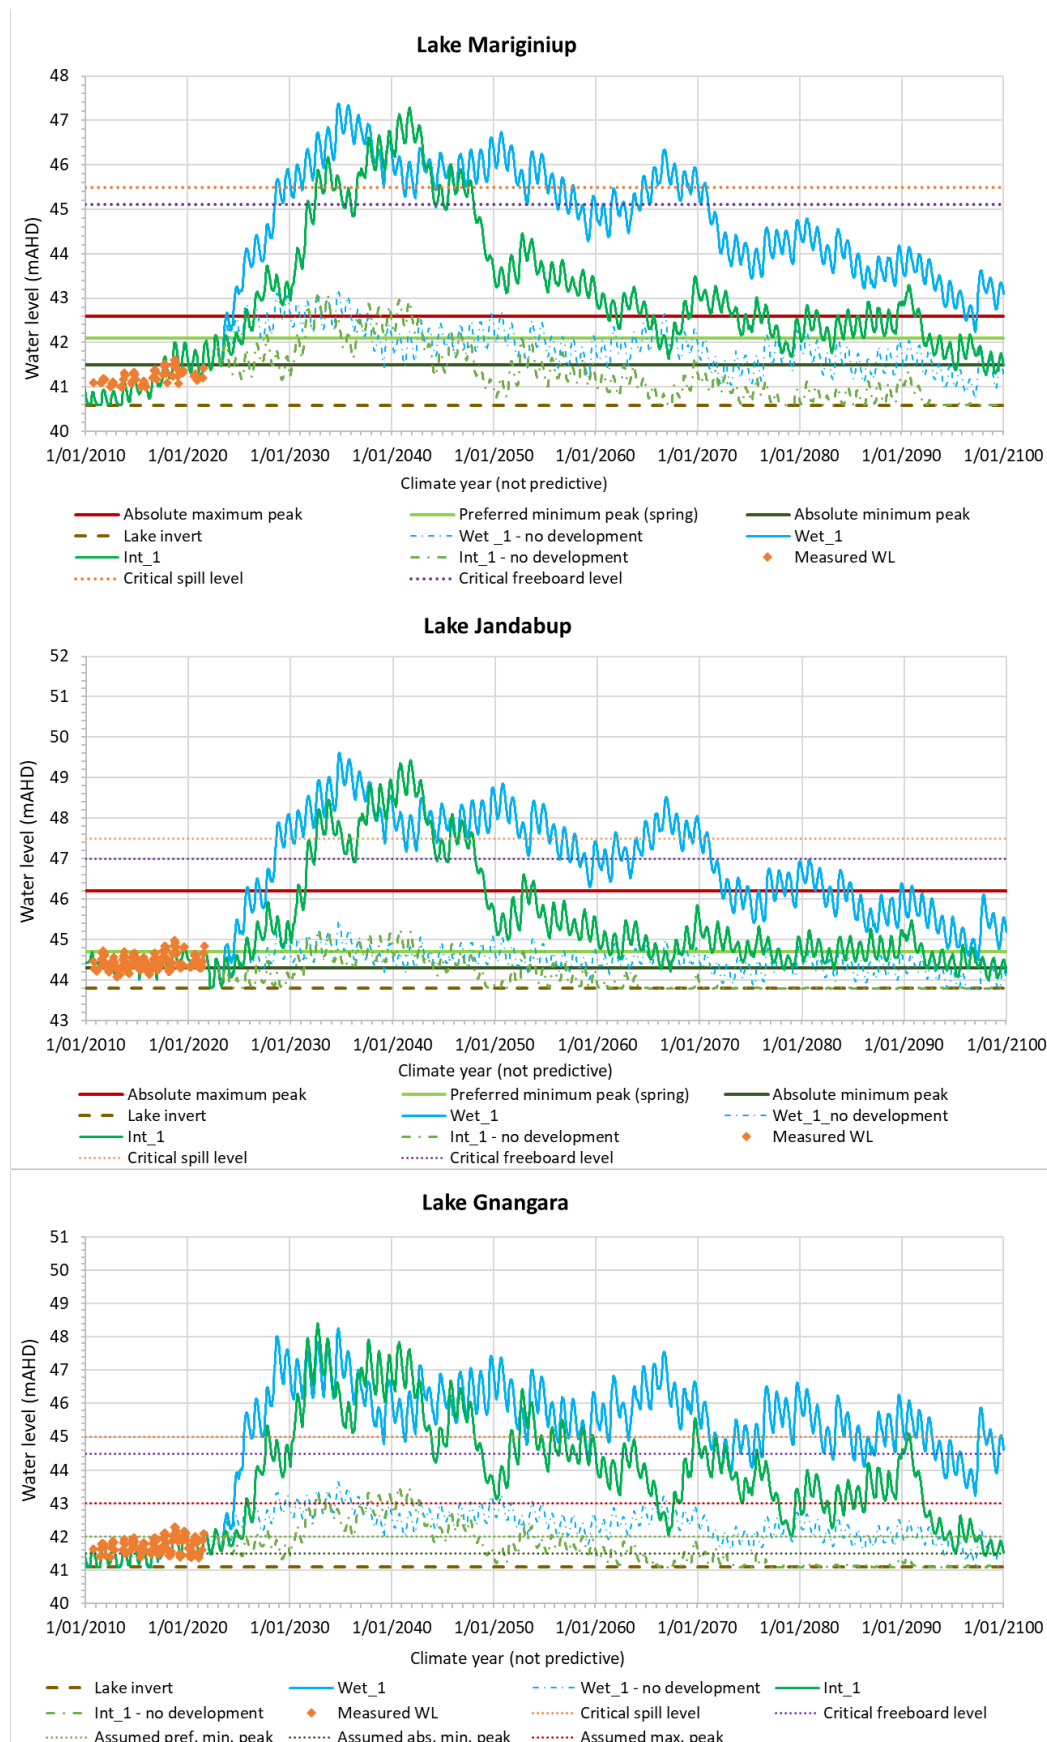 Lake Mariginiup
48
47
46
45
44
43
42
41
40
Water level (mAHD)
1/01/2010 1/01/2020 1/01/2030 1/01/2040 1/01/2050 1/01/2060 1/01/2070 1/01/2080 1/01/2090 1/01/2100
Climate year (not predictive)
Absolute maximum peak Preferred minimum peak (spring) Absolute minimum peak
Lake invert Wet _1 - no development Wet_1
Int_1 Int_1 - no development Measured WL
Critical spill level Critical freeboard level
Lake Jandabup
52
51
50
49
48
47
46
45
44
43
Water level (mAHD)
1/01/2010 1/01/2020 1/01/2030 1/01/2040 1/01/2050 1/01/2060 1/01/2070 1/01/2080 1/01/2090 1/01/2100
Climate year (not predictive)
Absolute maximum peak Preferred minimum peak (spring) Absolute minimum peak
Lake invert Wet_1 Wet_1_no development
Int_1 Int_1 - no development Measured WL
Critical spill level Critical freeboard level
Lake Gnangara
51
50
49
48
47
46
45
44
43
42
41
40
Water level (mAHD)
1/01/2010 1/01/2020 1/01/2030 1/01/2040 1/01/2050 1/01/2060 1/01/2070 1/01/2080 1/01/2090 1/01/2100
Climate year (not predictive)
Lake invert Wet_1 Wet_1 - no development Int_1
Int_1 - no development Measured WL Critical spill level Critical freeboard level
Assumed pref. min. peak Assumed abs. min. peak Assumed max. peak